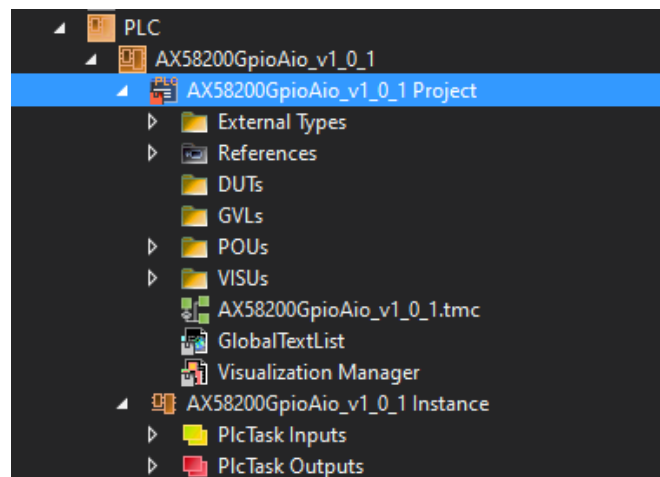 PLC
AX58200GpioAio_v1_0_1
AX58200GpioAio_v1_0_1 Project
External Types
References
DUTs
GVLs
POUs
VISUs
AX58200GpioAio_v1_0_1.tmc
GlobalTextList
Visualization Manager
AX58200GpioAio_v1_0_1 Instance
PlcTask Inputs
PlcTask Outputs